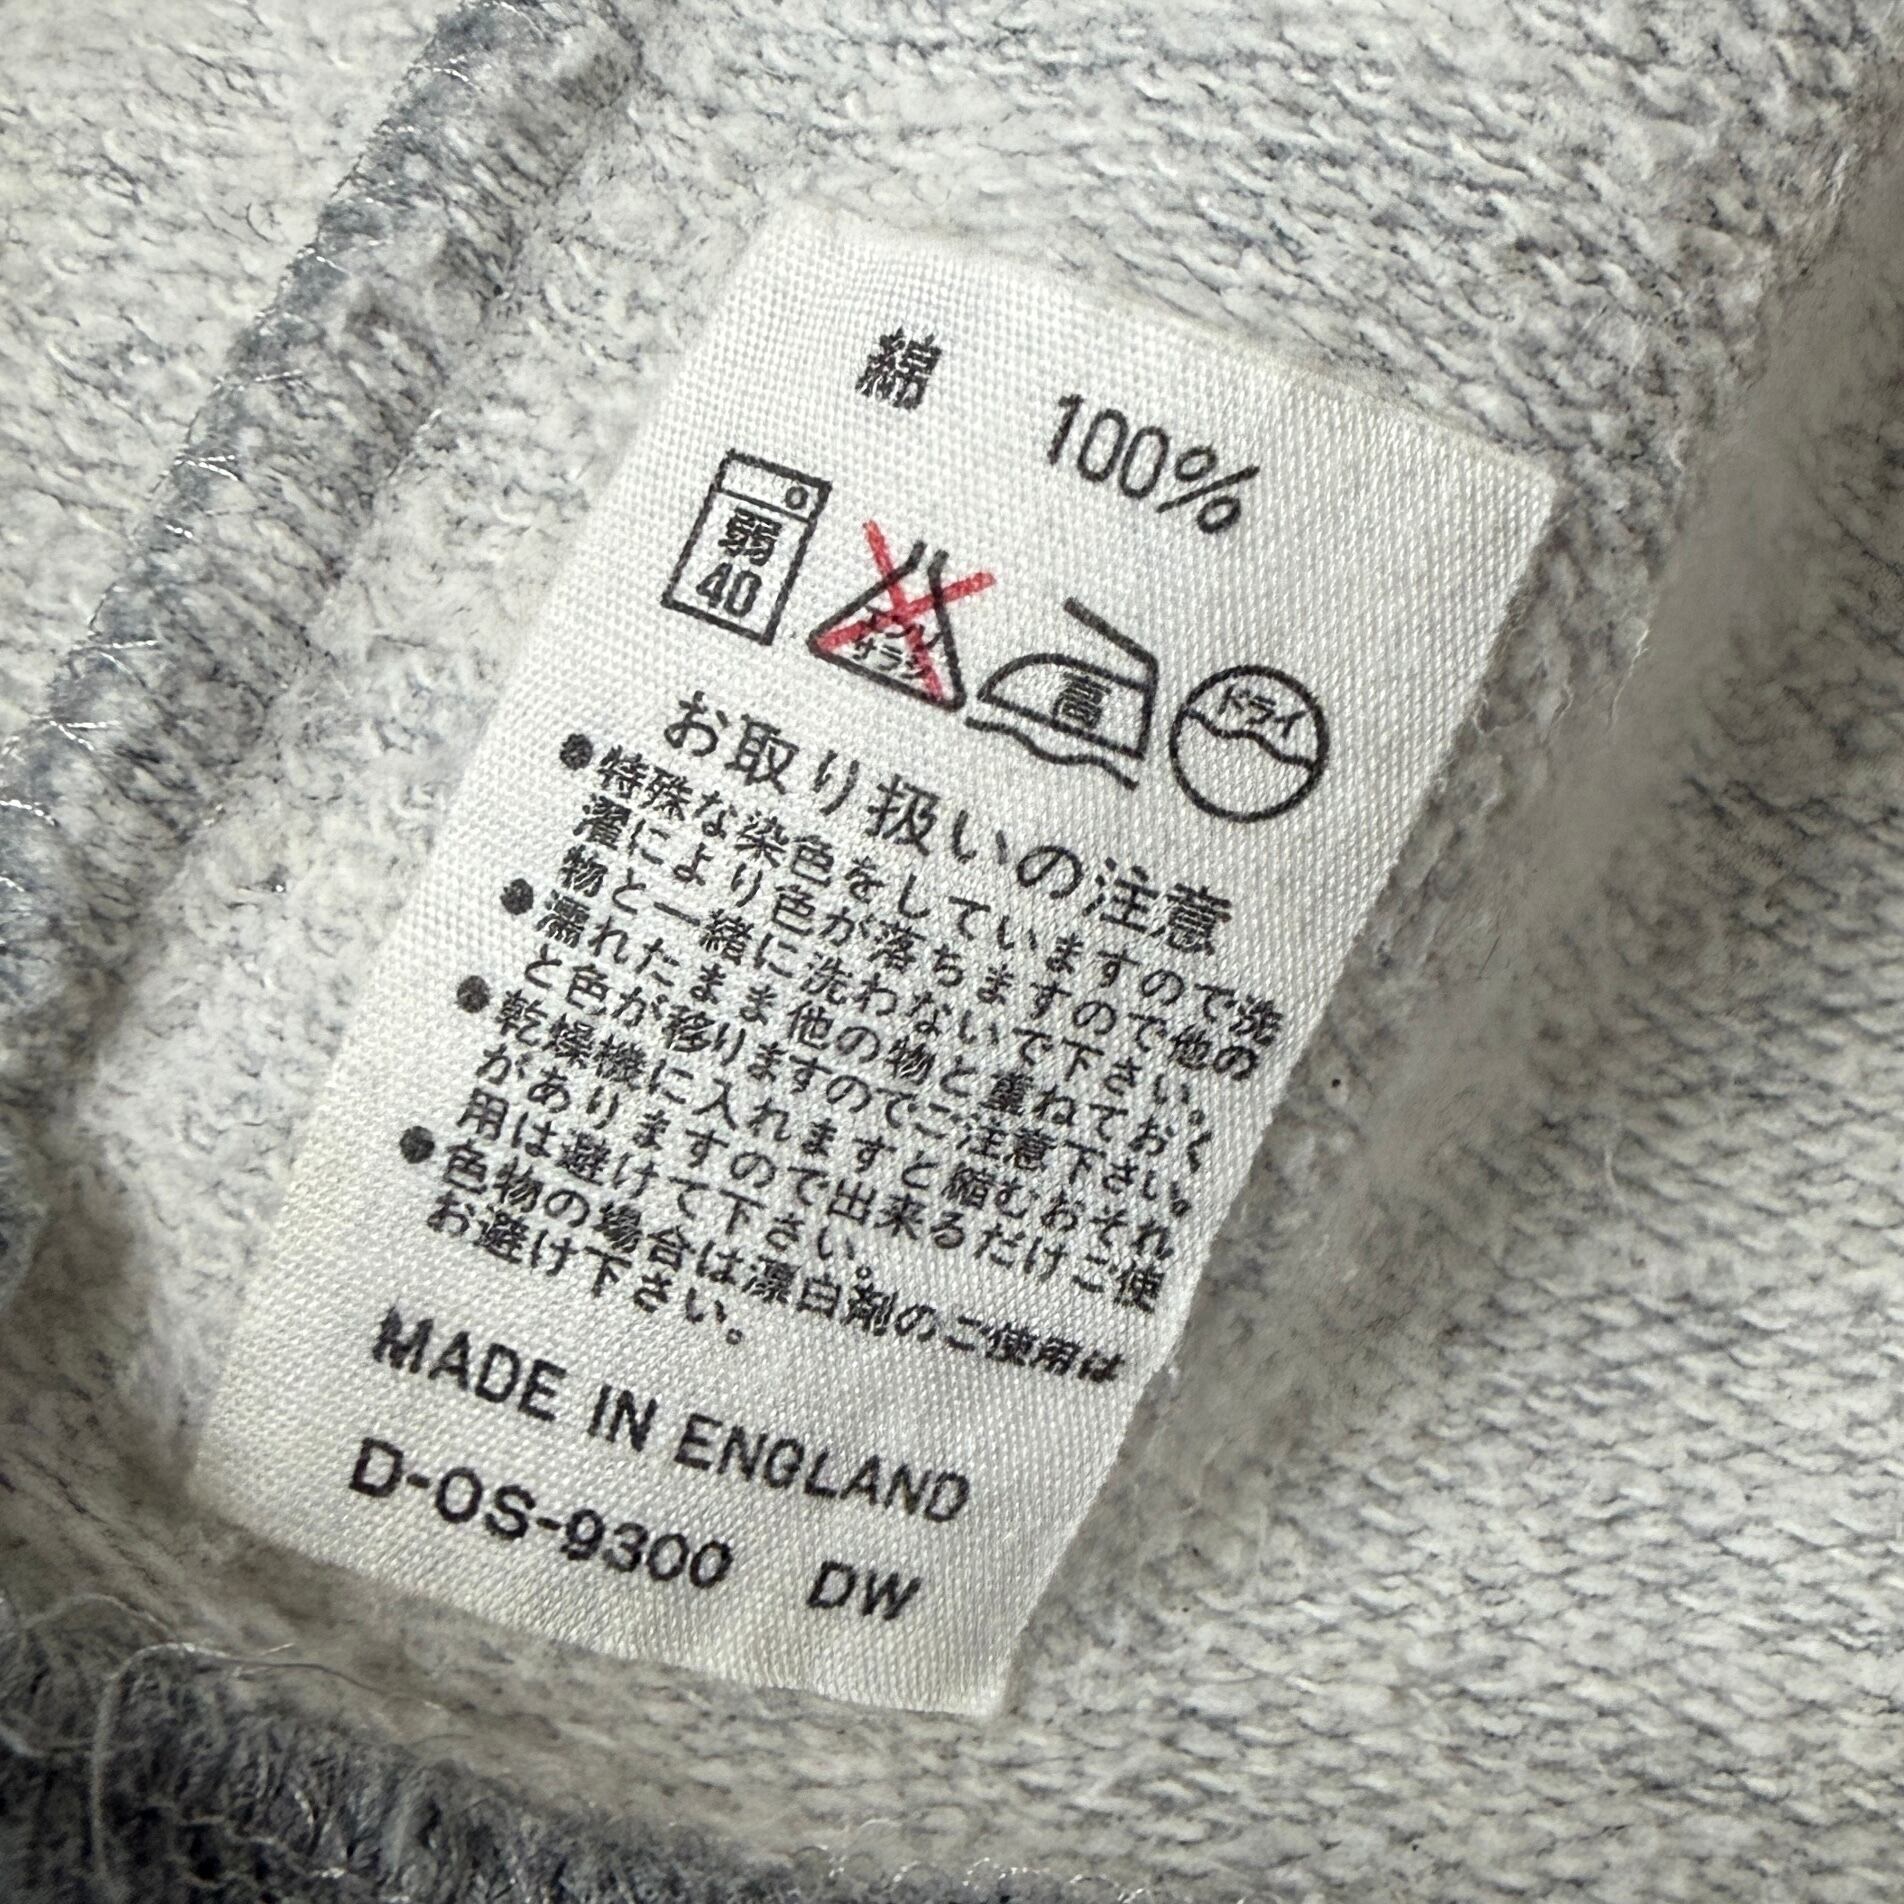 綿 100%
弱 40 エンソ サラシ 高 ドライ
お取り扱いの注意
●特殊な染色をしていますので洗
濯により色が落ちますので他の
物と一緒に洗わないで下さい。
●濡れたまま他の物と重ねておく
と色が移りますのでご注意下さい。
●乾燥機に入れますと縮むおそれ
がありますので出来るだけご使
用は避けて下さい。
●色物の場合は漂白剤のご使用は
お避け下さい。
MADE IN ENGLAND
D-OS-9300 DW